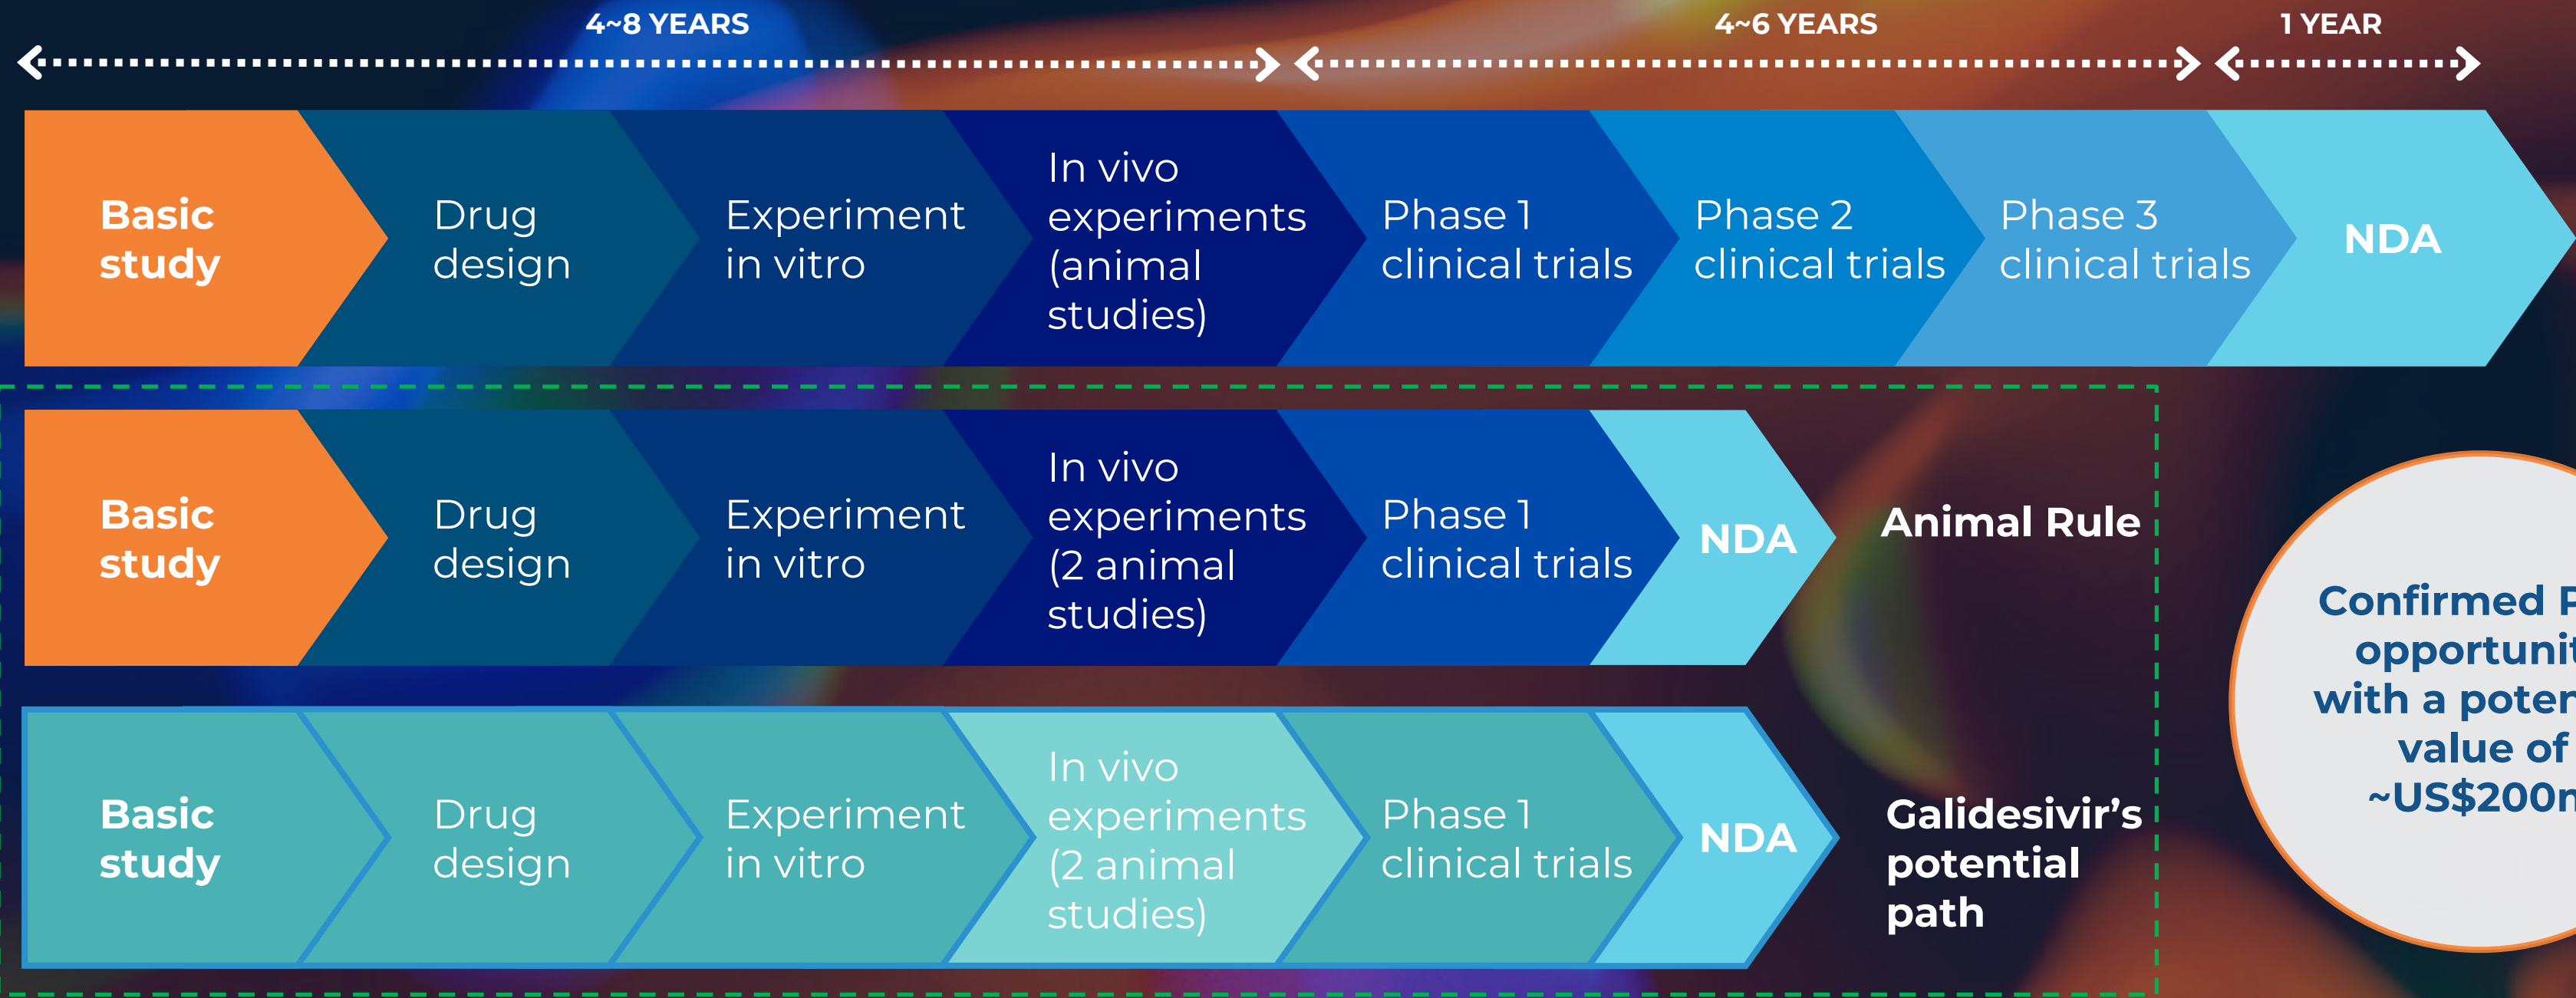 4~8 YEARS
4~6 YEARS
1 YEAR
Basic
study
Drug
design
Experiment
in vitro
In vivo
experiments
(animal
studies)
Phase 1
clinical trials
Phase 2
clinical trials
Phase 3
clinical trials
NDA
Basic
study
Drug
design
Experiment
in vitro
In vivo
experiments
(2 animal
studies)
Phase 1
clinical trials
NDA
Animal Rule
Basic
study
Drug
design
Experiment
in vitro
In vivo
experiments
(2 animal
studies)
Phase 1
clinical trials
NDA
Galidesivir’s
potential
path
Confirmed
with a
value of